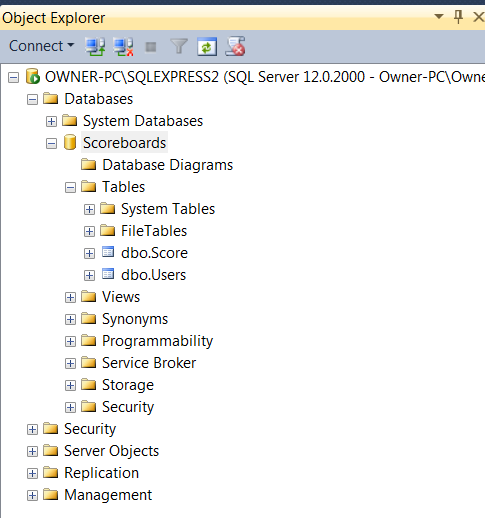 Object Explorer
Connect
OWNER-PC\SQLEXPRESS2 (SQL Server 12.0.2000 - Owner-PC\Owne
Databases
System Databases
Scoreboards
Database Diagrams
Tables
System Tables
FileTables
dbo.Score
dbo.Users
Views
Synonyms
Programmability
Service Broker
Storage
Security
Security
Server Objects
Replication
Management